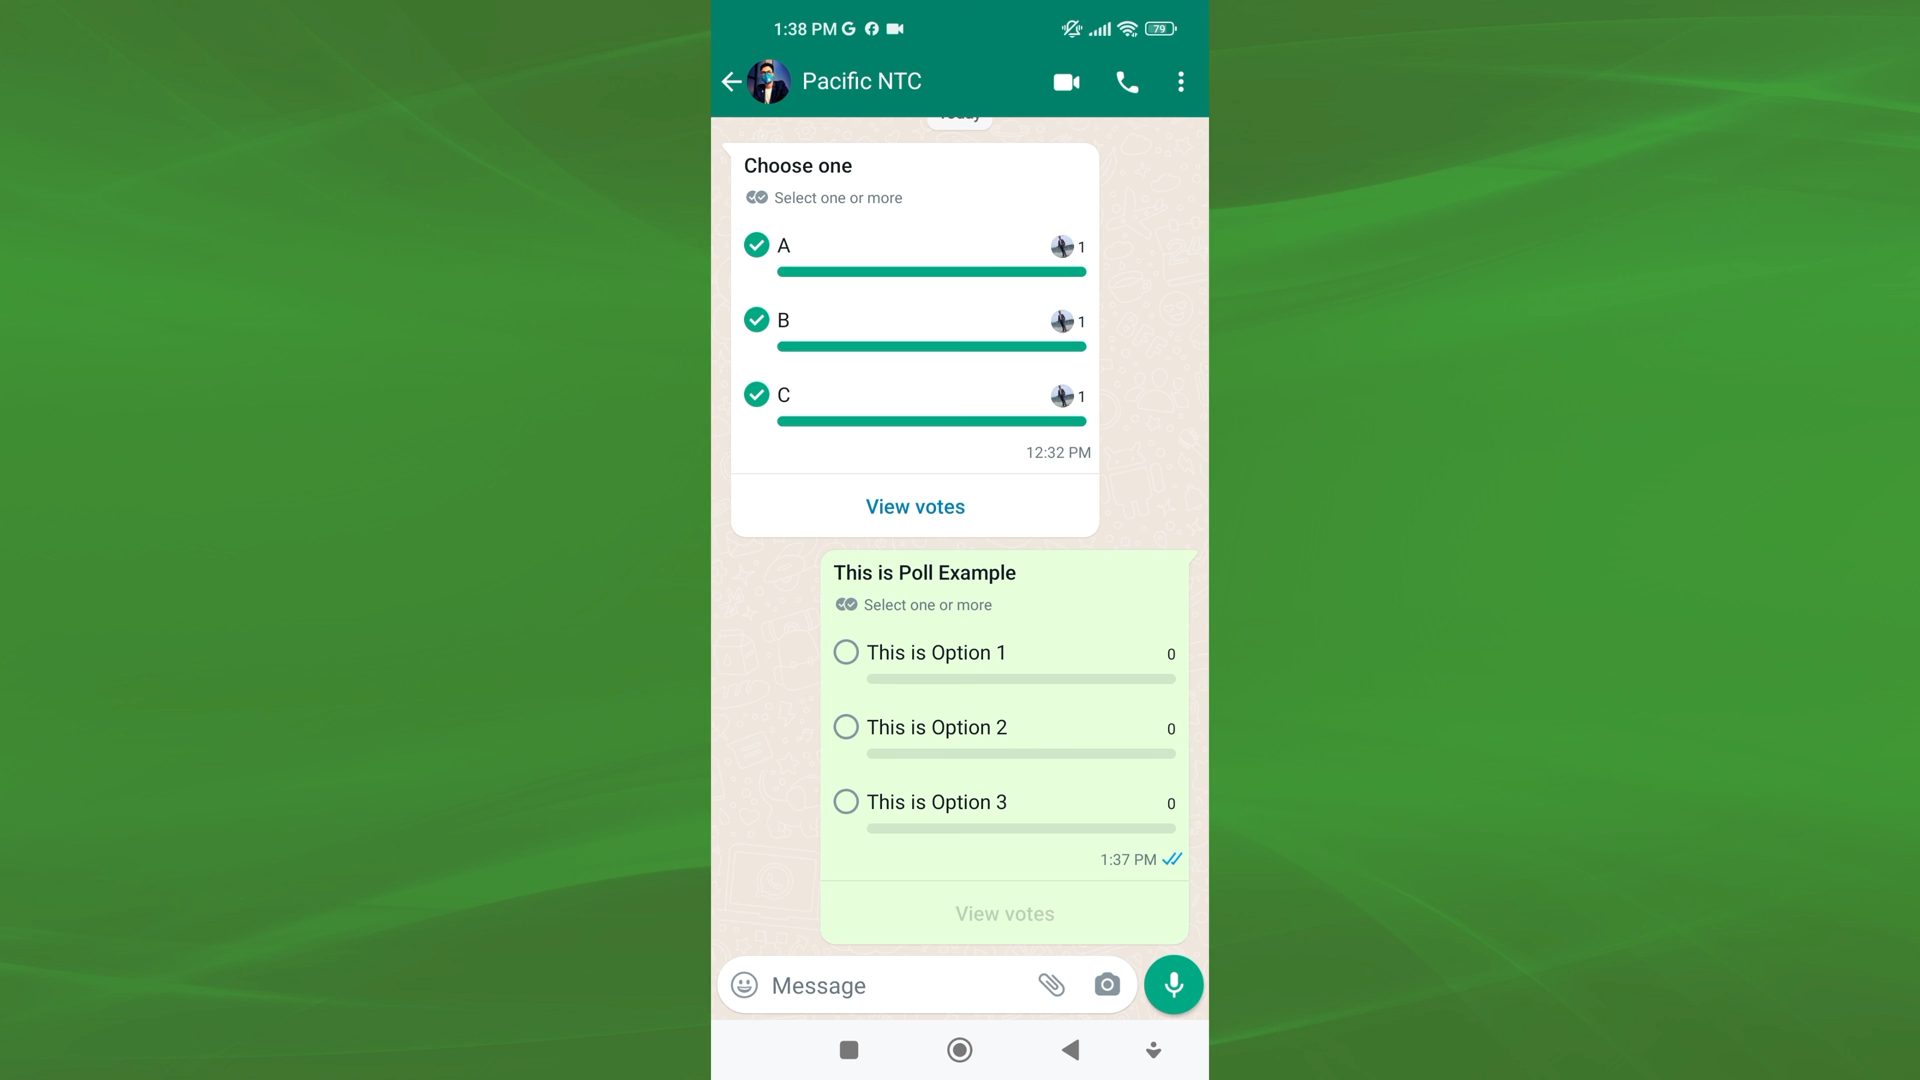 1:38 PM
79
Pacific NTC
Today
Choose one
Select one or more
A 1
B 1
C 1
12:32 PM
View votes
This is Poll Example
Select one or more
This is Option 1 0
This is Option 2 0
This is Option 3 0
1:37 PM
View votes
Message